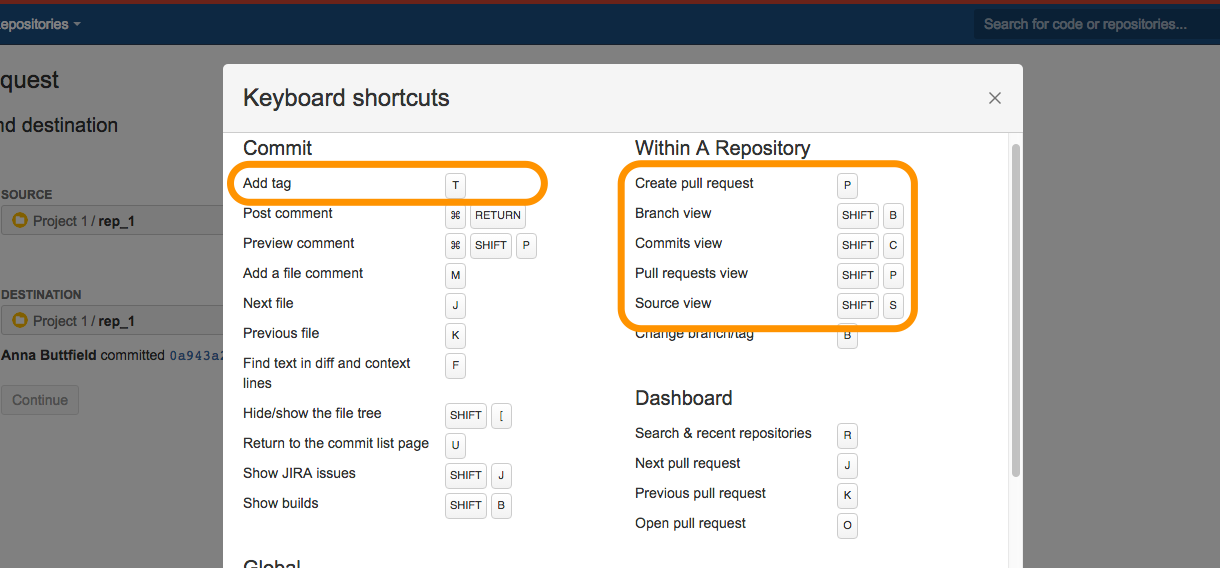 epositories
Search for code or repositories...
quest
nd destination
SOURCE
Project 1 / rep_1
DESTINATION
Project 1 / rep_1
Anna Buttfield committed 0a943a2
Continue
Keyboard shortcuts
Commit
Add tag T
Post comment ⌘ RETURN
Preview comment ⌘ SHIFT P
Add a file comment M
Next file J
Previous file K
Find text in diff and context
lines F
Hide/show the file tree SHIFT [
Return to the commit list page U
Show JIRA issues SHIFT J
Show builds SHIFT B
Global
Within A Repository
Create pull request P
Branch view SHIFT B
Commits view SHIFT C
Pull requests view SHIFT P
Source view SHIFT S
Change branch/tag B
Dashboard
Search & recent repositories R
Next pull request J
Previous pull request K
Open pull request O